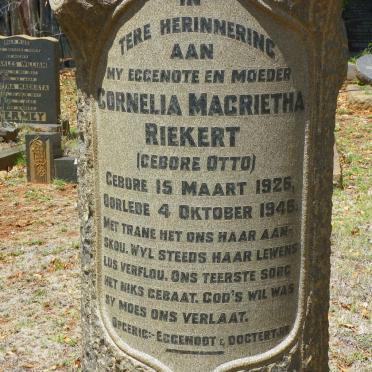 IN
TERE HERINNERING
AAN
MY EGGENOTE EN MOEDER
CORNELIA MAGRIETHA
RIEKERT
(GEBORE OTTO)
GEBORE 15 MAART 1926,
OORLEDE 4 OKTOBER 1946.
MET TRANE HET ONS HAAR AAN-
SKOU, WYL STEEDS HAAR LEWENS
LUS VERFLOU. ONS TEERSTE SORG
HET NIKS GEBAAT. GOD'S WIL WAS
SY MOES ONS VERLAAT.
OPGERIG:- EGGENOOT & DOGTERTJIE
WILLIAM